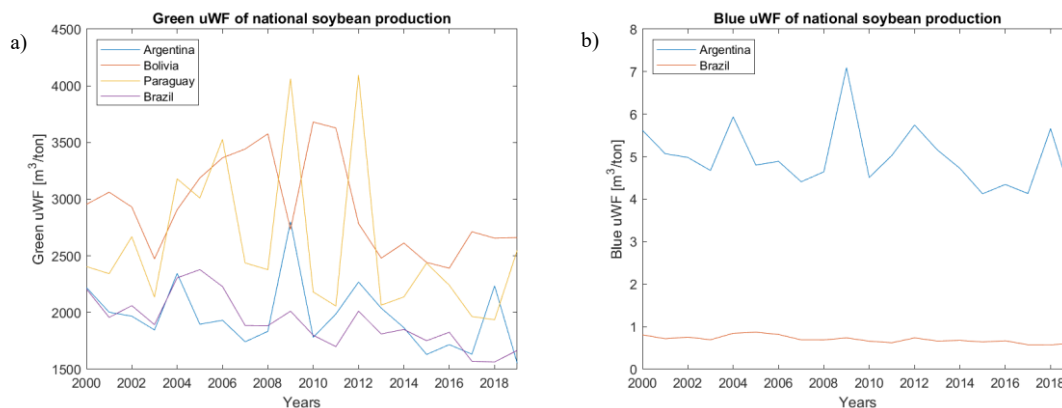 a)
Green uWF of national soybean production
Green uWF [m³/ton]
4500
4000
3500
3000
2500
2000
1500
Argentina
Bolivia
Paraguay
Brazil
2000 2002 2004 2006 2008 2010 2012 2014 2016 2018
Years
b)
Blue uWF of national soybean production
Blue uWF [m³/ton]
8
7
6
5
4
3
2
1
0
Argentina
Brazil
2000 2002 2004 2006 2008 2010 2012 2014 2016 2018
Years